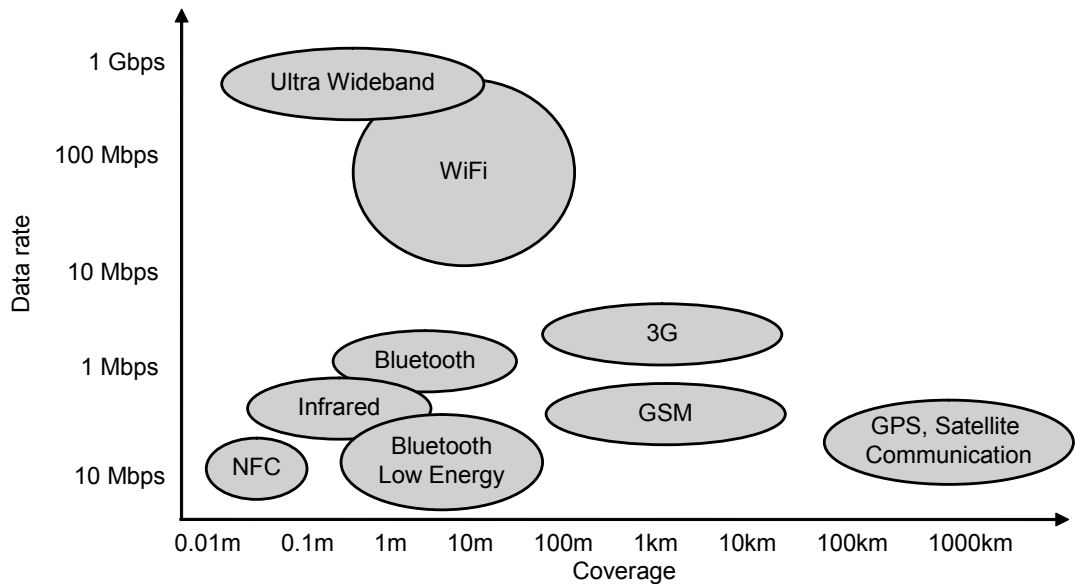 1 Gbps
Ultra Wideband
100 Mbps
WiFi
Data rate
10 Mbps
3G
1 Mbps
Bluetooth
Infrared
GSM
GPS, Satellite
Communication
Bluetooth
Low Energy
NFC
10 Mbps
0.01m 0.1m 1m 10m 100m 1km 10km 100km 1000km
Coverage